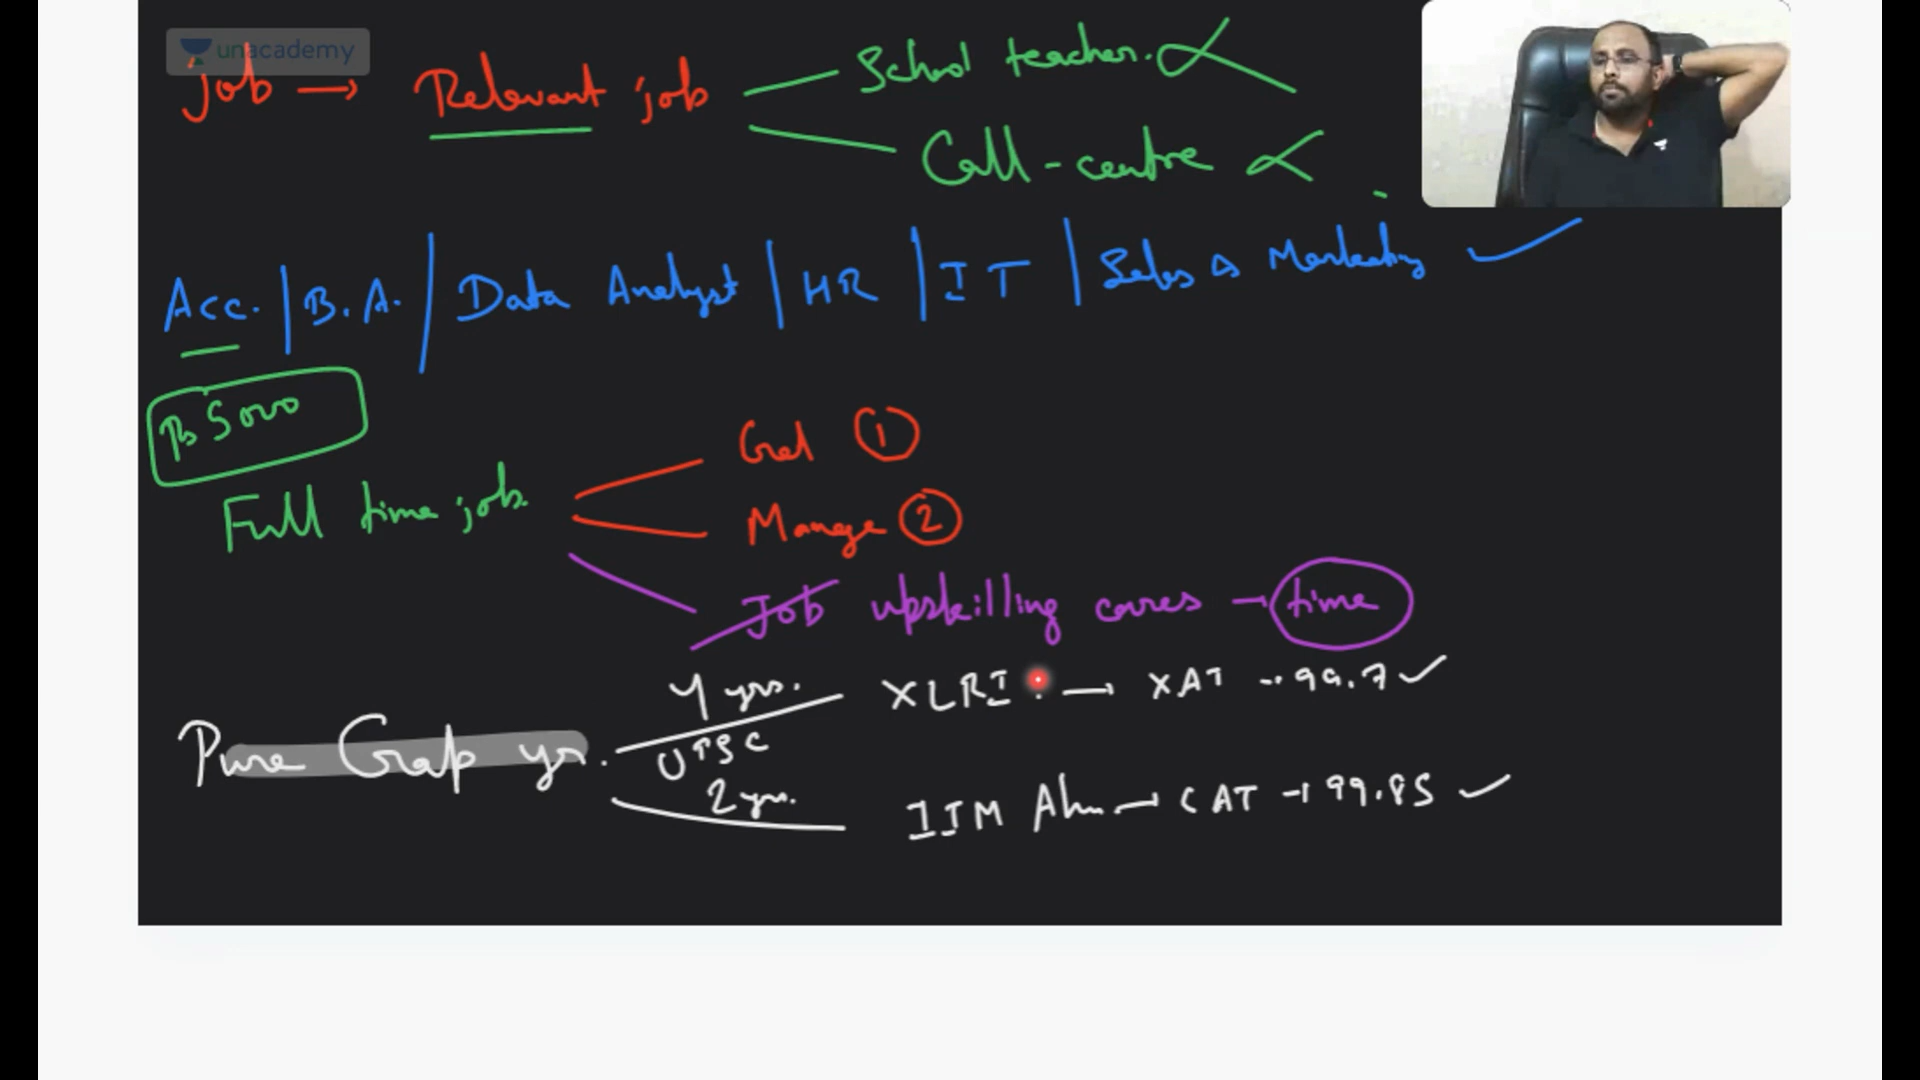 unacademy
job → Relevant job
School teacher.
Call-centre
Acc. | B.A. | Data Analyst | HR | IT | Sales & Marketing ✓
Rs 5000
Full time job.
Get 1
Manage 2
Job upskilling coures → time
Pure Gap yr.
4 yrs. XLRI → XAT → 99.7 ✓
UPSC
2 yrs. IIM Ahm → CAT → 99.85 ✓